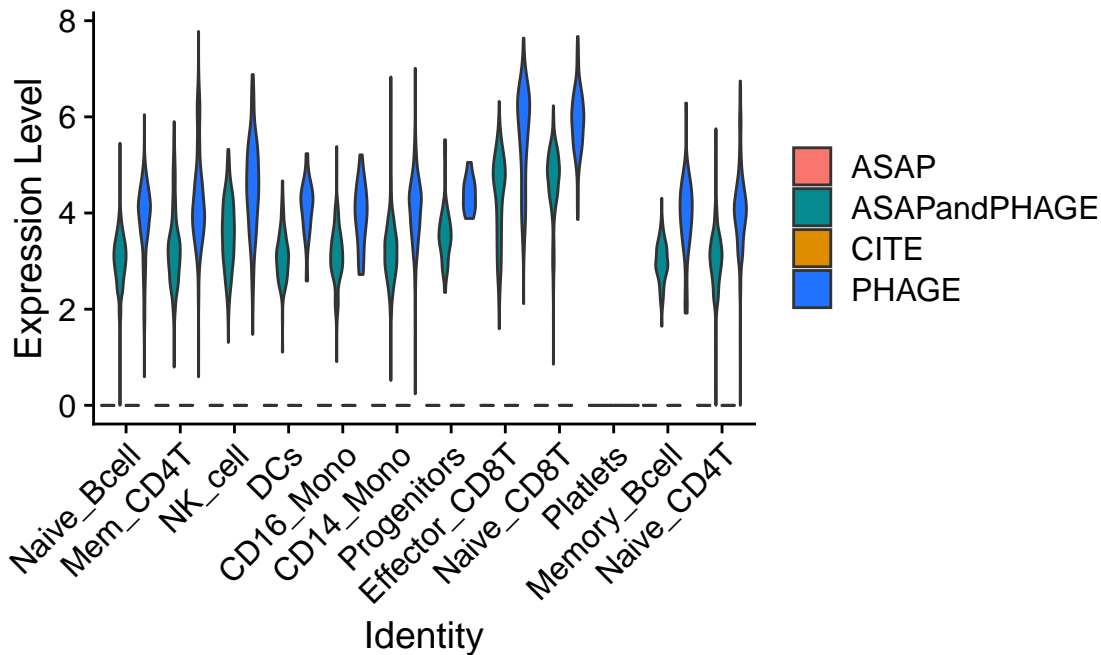 8
6
4
2
0
Expression Level
Naive_Bcell
Mem_CD4T
NK_cell
DCs
CD16_Mono
CD14_Mono
Progenitors
Effector_CD8T
Naive_CD8T
Platlets
Memory_Bcell
Naive_CD4T
Identity
ASAP
ASAPandPHAGE
CITE
PHAGE